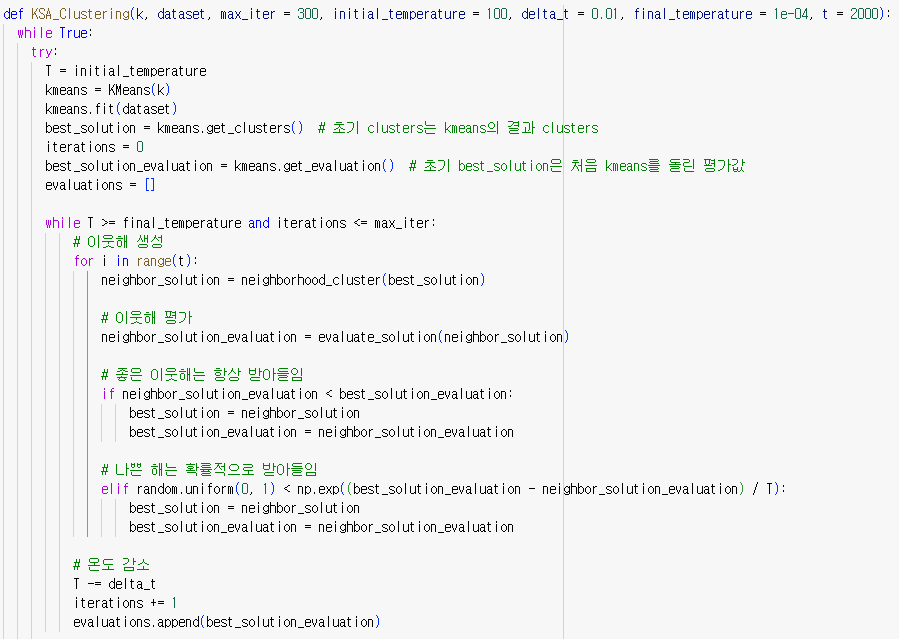 def KSA_Clustering(k, dataset, max_iter = 300, initial_temperature = 100, delta_t = 0.01, final_temperature = 1e-04, t = 2000):
while True:
try:
T = initial_temperature
kmeans = KMeans(k)
kmeans.fit(dataset)
best_solution = kmeans.get_clusters()  # 초기 clusters는 kmeans의 결과 clusters
iterations = 0
best_solution_evaluation = kmeans.get_evaluation()  # 초기 best_solution은 처음 kmeans를 돌린 평가값
evaluations = []
while T >= final_temperature and iterations <= max_iter:
# 이웃해 생성
for i in range(t):
neighbor_solution = neighborhood_cluster(best_solution)
# 이웃해 평가
neighbor_solution_evaluation = evaluate_solution(neighbor_solution)
# 좋은 이웃해는 항상 받아들임
if neighbor_solution_evaluation < best_solution_evaluation:
best_solution = neighbor_solution
best_solution_evaluation = neighbor_solution_evaluation
# 나쁜 해는 확률적으로 받아들임
elif random.uniform(0, 1) < np.exp((best_solution_evaluation - neighbor_solution_evaluation) / T):
best_solution = neighbor_solution
best_solution_evaluation = neighbor_solution_evaluation
# 온도 감소
T -= delta_t
iterations += 1
evaluations.append(best_solution_evaluation)